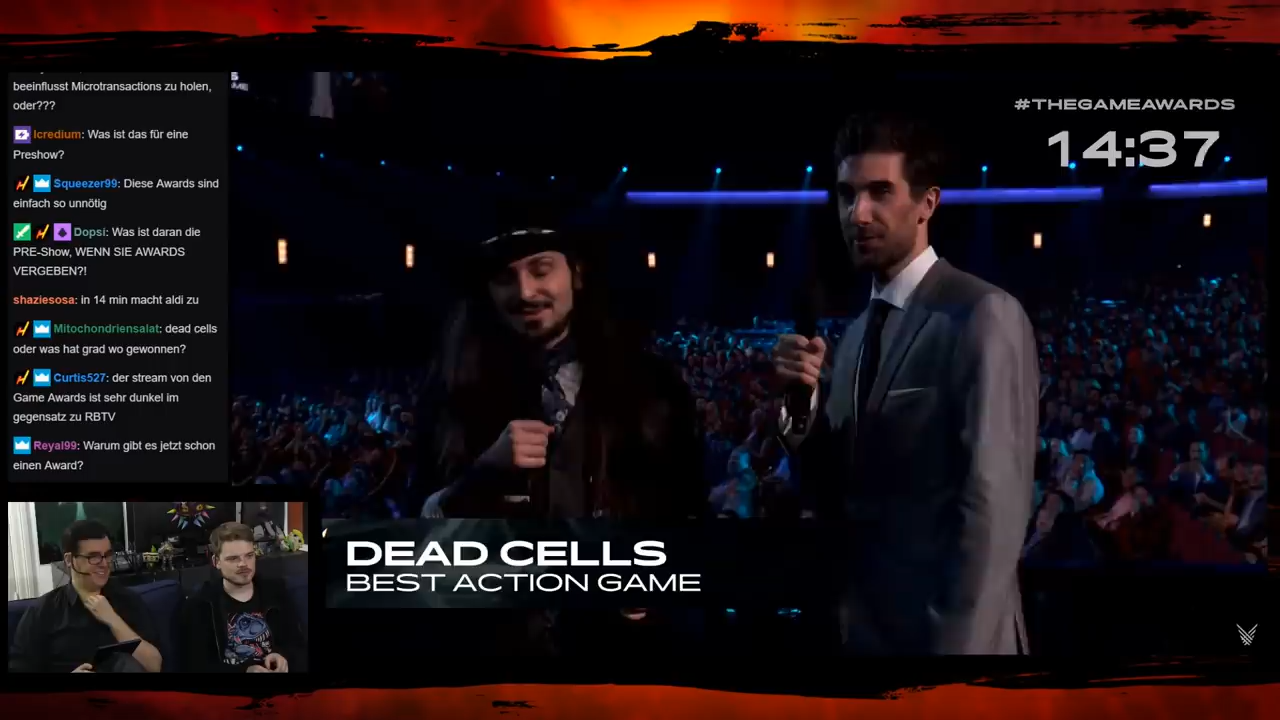 beeinflusst Microtransactions zu holen,
oder???
Icredium: Was ist das für eine
Preshow?
Squeezer99: Diese Awards sind
einfach so unnötig
Dopsi: Was ist daran die
PRE-Show, WENN SIE AWARDS
VERGEBEN?!
shaziesosa: in 14 min macht aldi zu
Mitochondriensalat: dead cells
oder was hat grad wo gewonnen?
Curtis527: der stream von den
Game Awards ist sehr dunkel im
gegensatz zu RBTV
Reyal99: Warum gibt es jetzt schon
einen Award?
#THEGAMEAWARDS
14:37
DEAD CELLS
BEST ACTION GAME